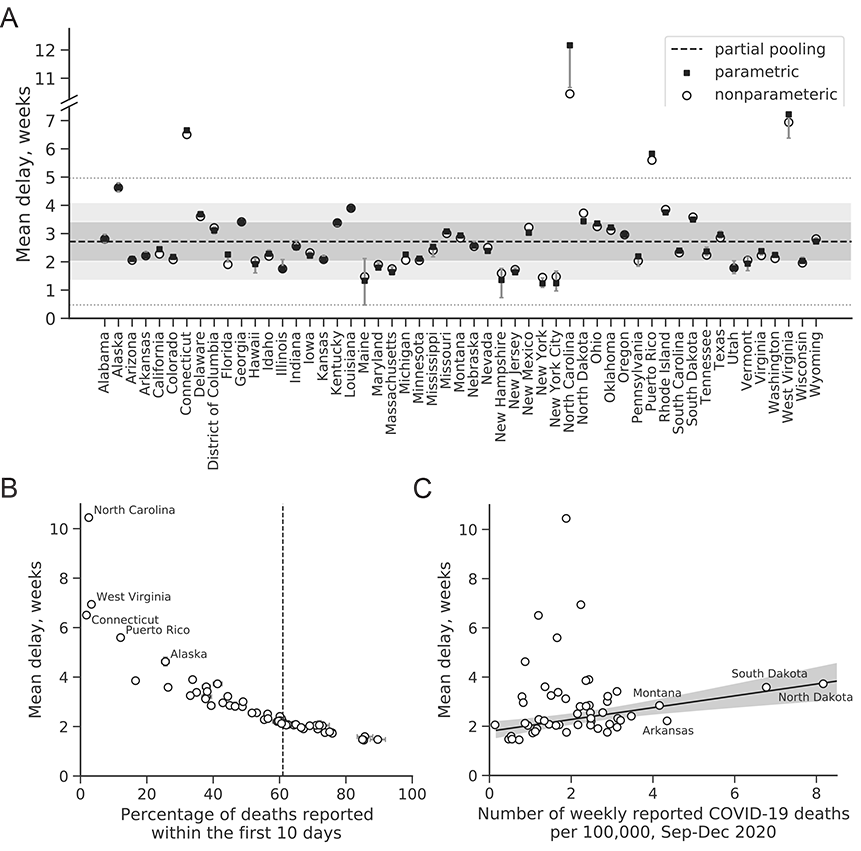 A
partial pooling
parametric
nonparameteric
Mean delay, weeks
12
11
7
6
5
4
3
2
1
0
Alabama
Alaska
Arizona
Arkansas
California
Colorado
Connecticut
Delaware
District of Columbia
Florida
Georgia
Hawaii
Idaho
Illinois
Indiana
Iowa
Kansas
Kentucky
Louisiana
Maine
Maryland
Massachusetts
Michigan
Minnesota
Mississippi
Missouri
Montana
Nebraska
Nevada
New Hampshire
New Jersey
New Mexico
New York
New York City
North Carolina
North Dakota
Ohio
Oklahoma
Oregon
Pennsylvania
Puerto Rico
Rhode Island
South Carolina
South Dakota
Tennessee
Texas
Utah
Vermont
Virginia
Washington
West Virginia
Wisconsin
Wyoming
B
Mean delay, weeks
10
8
6
4
2
0
North Carolina
West Virginia
Connecticut
Puerto Rico
Alaska
0 20 40 60 80 100
Percentage of deaths reported
within the first 10 days
C
Mean delay, weeks
10
8
6
4
2
0
South Dakota
North Dakota
Montana
Arkansas
0 2 4 6 8
Number of weekly reported COVID-19 deaths
per 100,000, Sep-Dec 2020